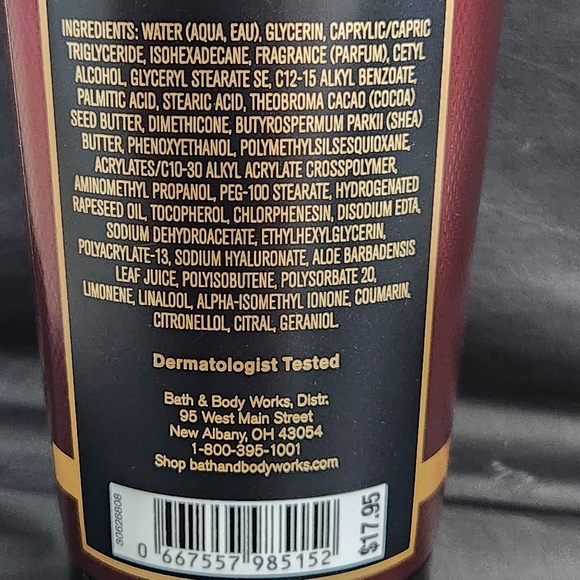 INGREDIENTS: WATER (AQUA, EAU), GLYCERIN, CAPRYLIC/CAPRIC
TRIGLYCERIDE, ISOHEXADECANE, FRAGRANCE (PARFUM), CETYL
ALCOHOL, GLYCERYL STEARATE SE, C12-15 ALKYL BENZOATE,
PALMITIC ACID, STEARIC ACID, THEOBROMA CACAO (COCOA)
SEED BUTTER, DIMETHICONE, BUTYROSPERMUM PARKII (SHEA)
BUTTER, PHENOXYETHANOL, POLYMETHYLSILSESQUIOXANE,
ACRYLATES/C10-30 ALKYL ACRYLATE CROSSPOLYMER,
AMINOMETHYL PROPANOL, PEG-100 STEARATE, HYDROGENATED
RAPESEED OIL, TOCOPHEROL, CHLORPHENESIN, DISODIUM EDTA,
SODIUM DEHYDROACETATE, ETHYLHEXYLGLYCERIN,
POLYACRYLATE-13, SODIUM HYALURONATE, ALOE BARBADENSIS
LEAF JUICE, POLYISOBUTENE, POLYSORBATE 20,
LIMONENE, LINALOOL, ALPHA-ISOMETHYL IONONE, COUMARIN,
CITRONELLOL, CITRAL, GERANIOL.
Dermatologist Tested
Bath & Body Works, Distr.
95 West Main Street
New Albany, OH 43054
1-800-395-1001
Shop bathandbodyworks.com
30626808
0 667557 985152
$17.95